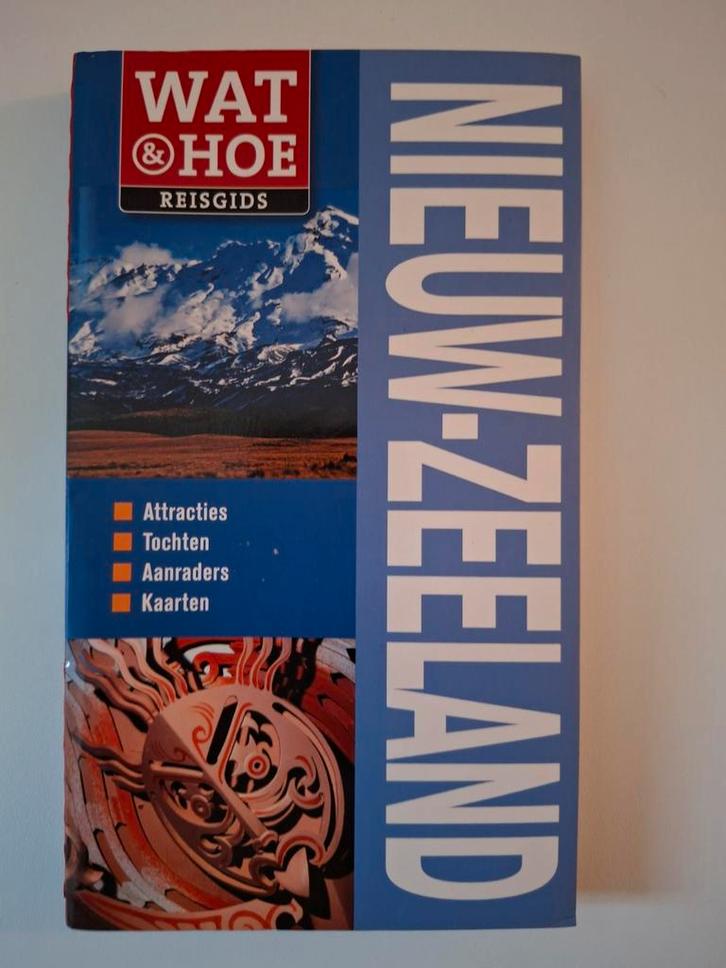 WAT
& HOE
REISGIDS
NIEUW-ZEELAND
Attracties
Tochten
Aanraders
Kaarten